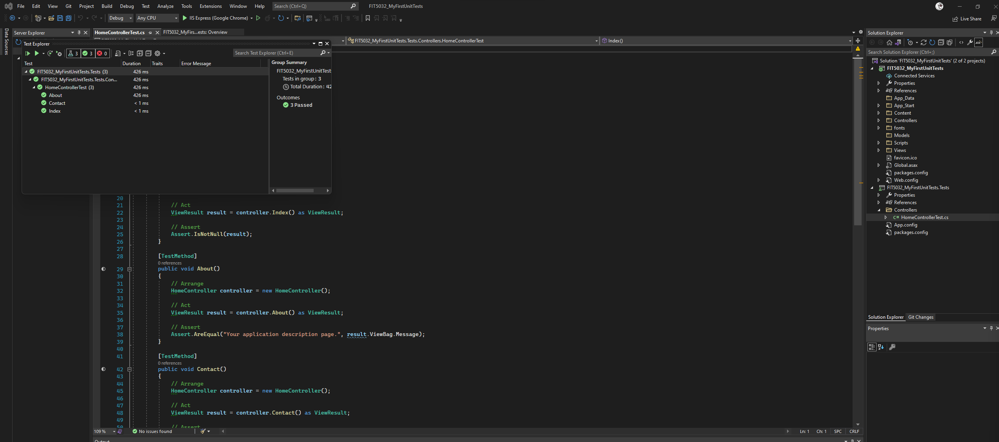 File Edit View Git Project Build Debug Test Analyze Tools Extensions Window Help Search (Ctrl+Q) FIT5032_MyFirstUnitTests
Debug Any CPU IIS Express (Google Chrome) Live Share
Data Sources
Server Explorer
HomeControllerTest.cs FIT5032_MyFirs...ests: Overview
FIT5032_MyFirstUnitTests.Tests.Controllers.HomeControllerTest Index()
Test Explorer
3 3 0 Search Test Explorer (Ctrl+E)
Test Duration Traits Error Message
FIT5032_MyFirstUnitTests.Tests (3) 426 ms
FIT5032_MyFirstUnitTests.Tests.Con... 426 ms
HomeControllerTest (3) 426 ms
About 426 ms
Contact < 1 ms
Index < 1 ms
Group Summary
FIT5032_MyFirstUnitTest
Tests in group: 3
Total Duration: 42
Outcomes
3 Passed
20
21 // Act
22 ViewResult result = controller.Index() as ViewResult;
23
24 // Assert
25 Assert.IsNotNull(result);
26 }
27
28 [TestMethod]
0 references
29 public void About()
30 {
31 // Arrange
32 HomeController controller = new HomeController();
33
34 // Act
35 ViewResult result = controller.About() as ViewResult;
36
37 // Assert
38 Assert.AreEqual("Your application description page.", result.ViewBag.Message);
39 }
40
41 [TestMethod]
0 references
42 public void Contact()
43 {
44 // Arrange
45 HomeController controller = new HomeController();
46
47 // Act
48 ViewResult result = controller.Contact() as ViewResult;
49
50 // Assert
109 % No issues found Ln: 1 Ch: 1 SPC CRLF
Output
Solution Explorer
Search Solution Explorer (Ctrl+;)
Solution 'FIT5032_MyFirstUnitTests' (2 of 2 projects)
FIT5032_MyFirstUnitTests
Connected Services
Properties
References
App_Data
App_Start
Content
Controllers
fonts
Models
Scripts
Views
favicon.ico
Global.asax
packages.config
Web.config
FIT5032_MyFirstUnitTests.Tests
Properties
References
Controllers
C# HomeControllerTest.cs
App.config
packages.config
Solution Explorer Git Changes
Properties